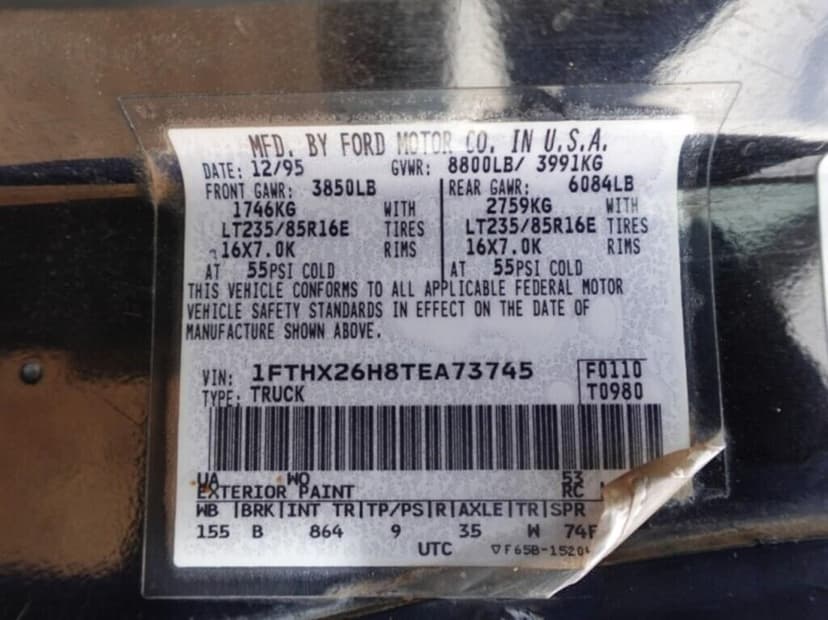 MFD. BY FORD MOTOR CO. IN U.S.A.
DATE: 12/95 GVWR: 8800LB/ 3991KG
FRONT GAWR: 3850LB REAR GAWR: 6084LB
1746KG WITH 2759KG WITH
LT235/85R16E TIRES LT235/85R16E TIRES
16X7.0K RIMS 16X7.0K RIMS
AT 55PSI COLD AT 55PSI COLD
THIS VEHICLE CONFORMS TO ALL APPLICABLE FEDERAL MOTOR
VEHICLE SAFETY STANDARDS IN EFFECT ON THE DATE OF
MANUFACTURE SHOWN ABOVE.
VIN: 1FTHX26H8TEA73745 F0110
TYPE: TRUCK T0980
UA WO 53
EXTERIOR PAINT RC
WB |BRK|INT TR|TP/PS|R|AXLE|TR|SPR
155 B 864 9 35 W 74F
UTC ▽F65B-1520